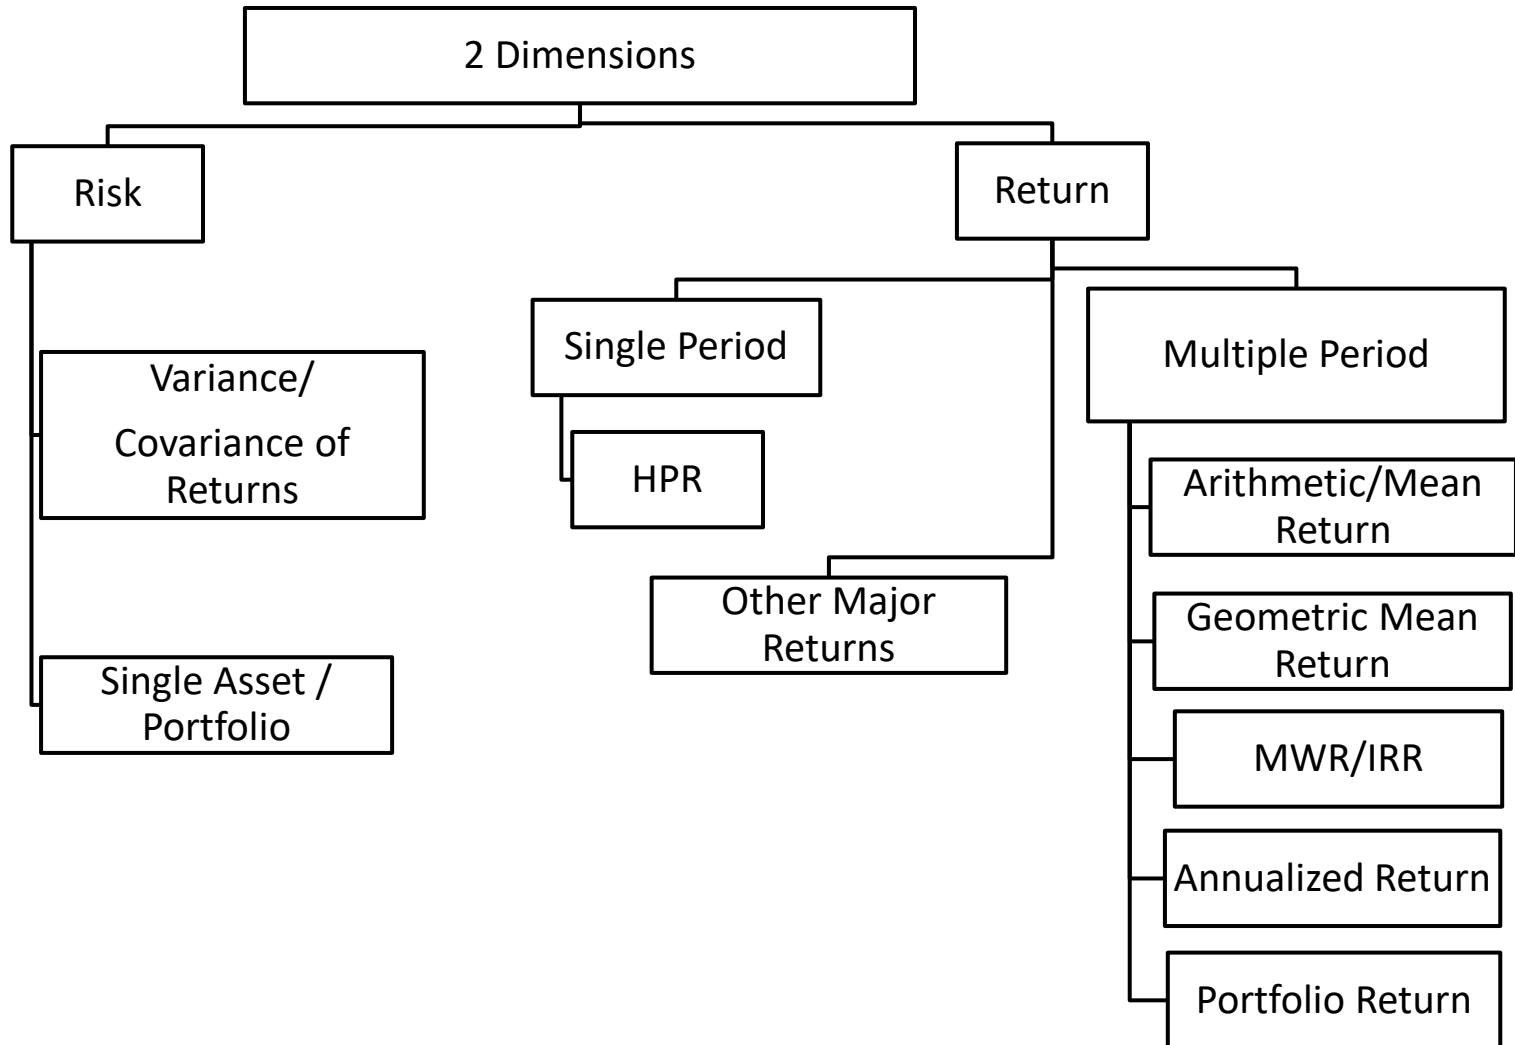 2 Dimensions
Risk
Return
Variance/
Covariance of
Returns
Single Asset /
Portfolio
Single Period
HPR
Other Major
Returns
Multiple Period
Arithmetic/Mean
Return
Geometric Mean
Return
MWR/IRR
Annualized Return
Portfolio Return